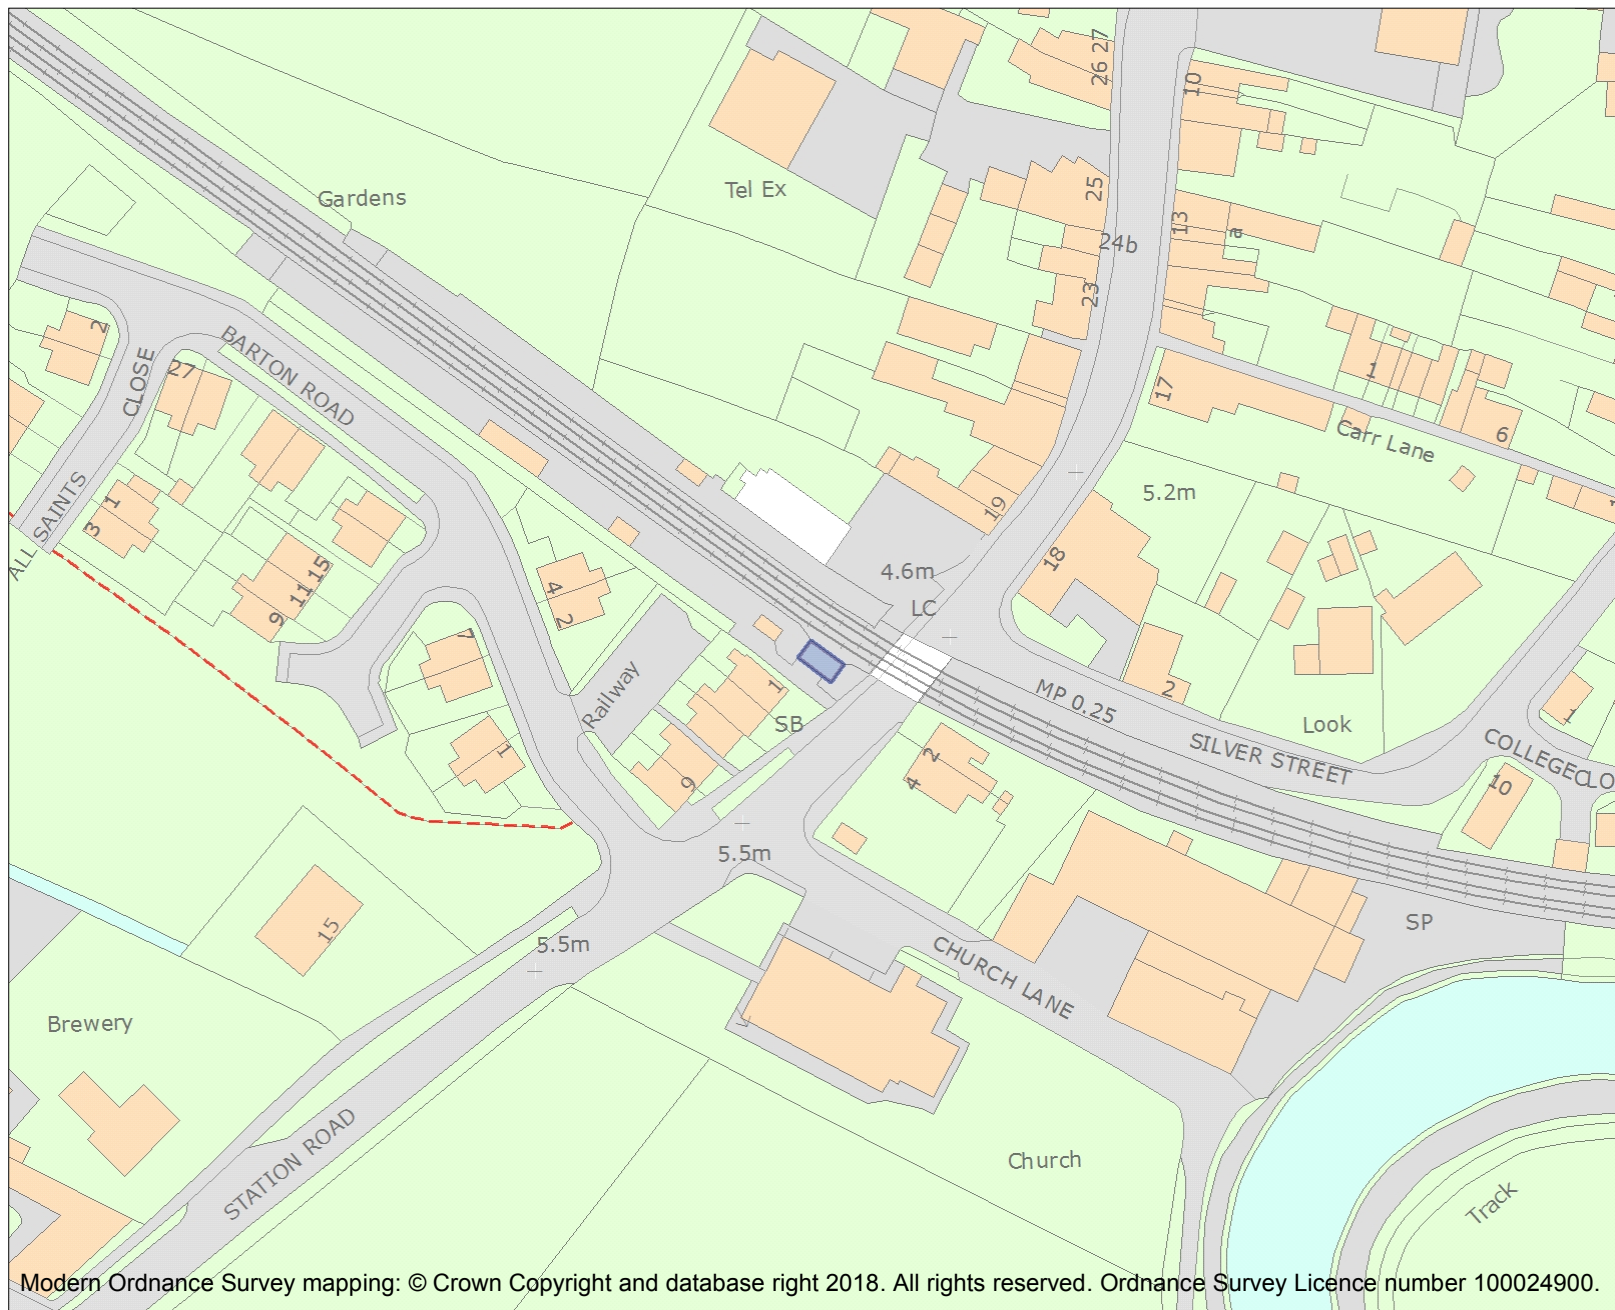 26 27
10
Gardens
Tel Ex
25
13
24b
23
2
BARTON ROAD
CLOSE
27
17
1
Carr Lane
6
5.2m
19
ALL SAINTS
1
3
18
4.6m
LC
15
11
9
4
2
7
Railway
1
SB
MP 0.25
2
Look
1
SILVER STREET
COLLEGE
CLO
10
1
2
4
9
5.5m
15
5.5m
SP
CHURCH LANE
Brewery
STATION ROAD
Church
Track
Modern Ordnance Survey mapping: © Crown Copyright and database right 2018. All rights reserved. Ordnance Survey Licence number 100024900.